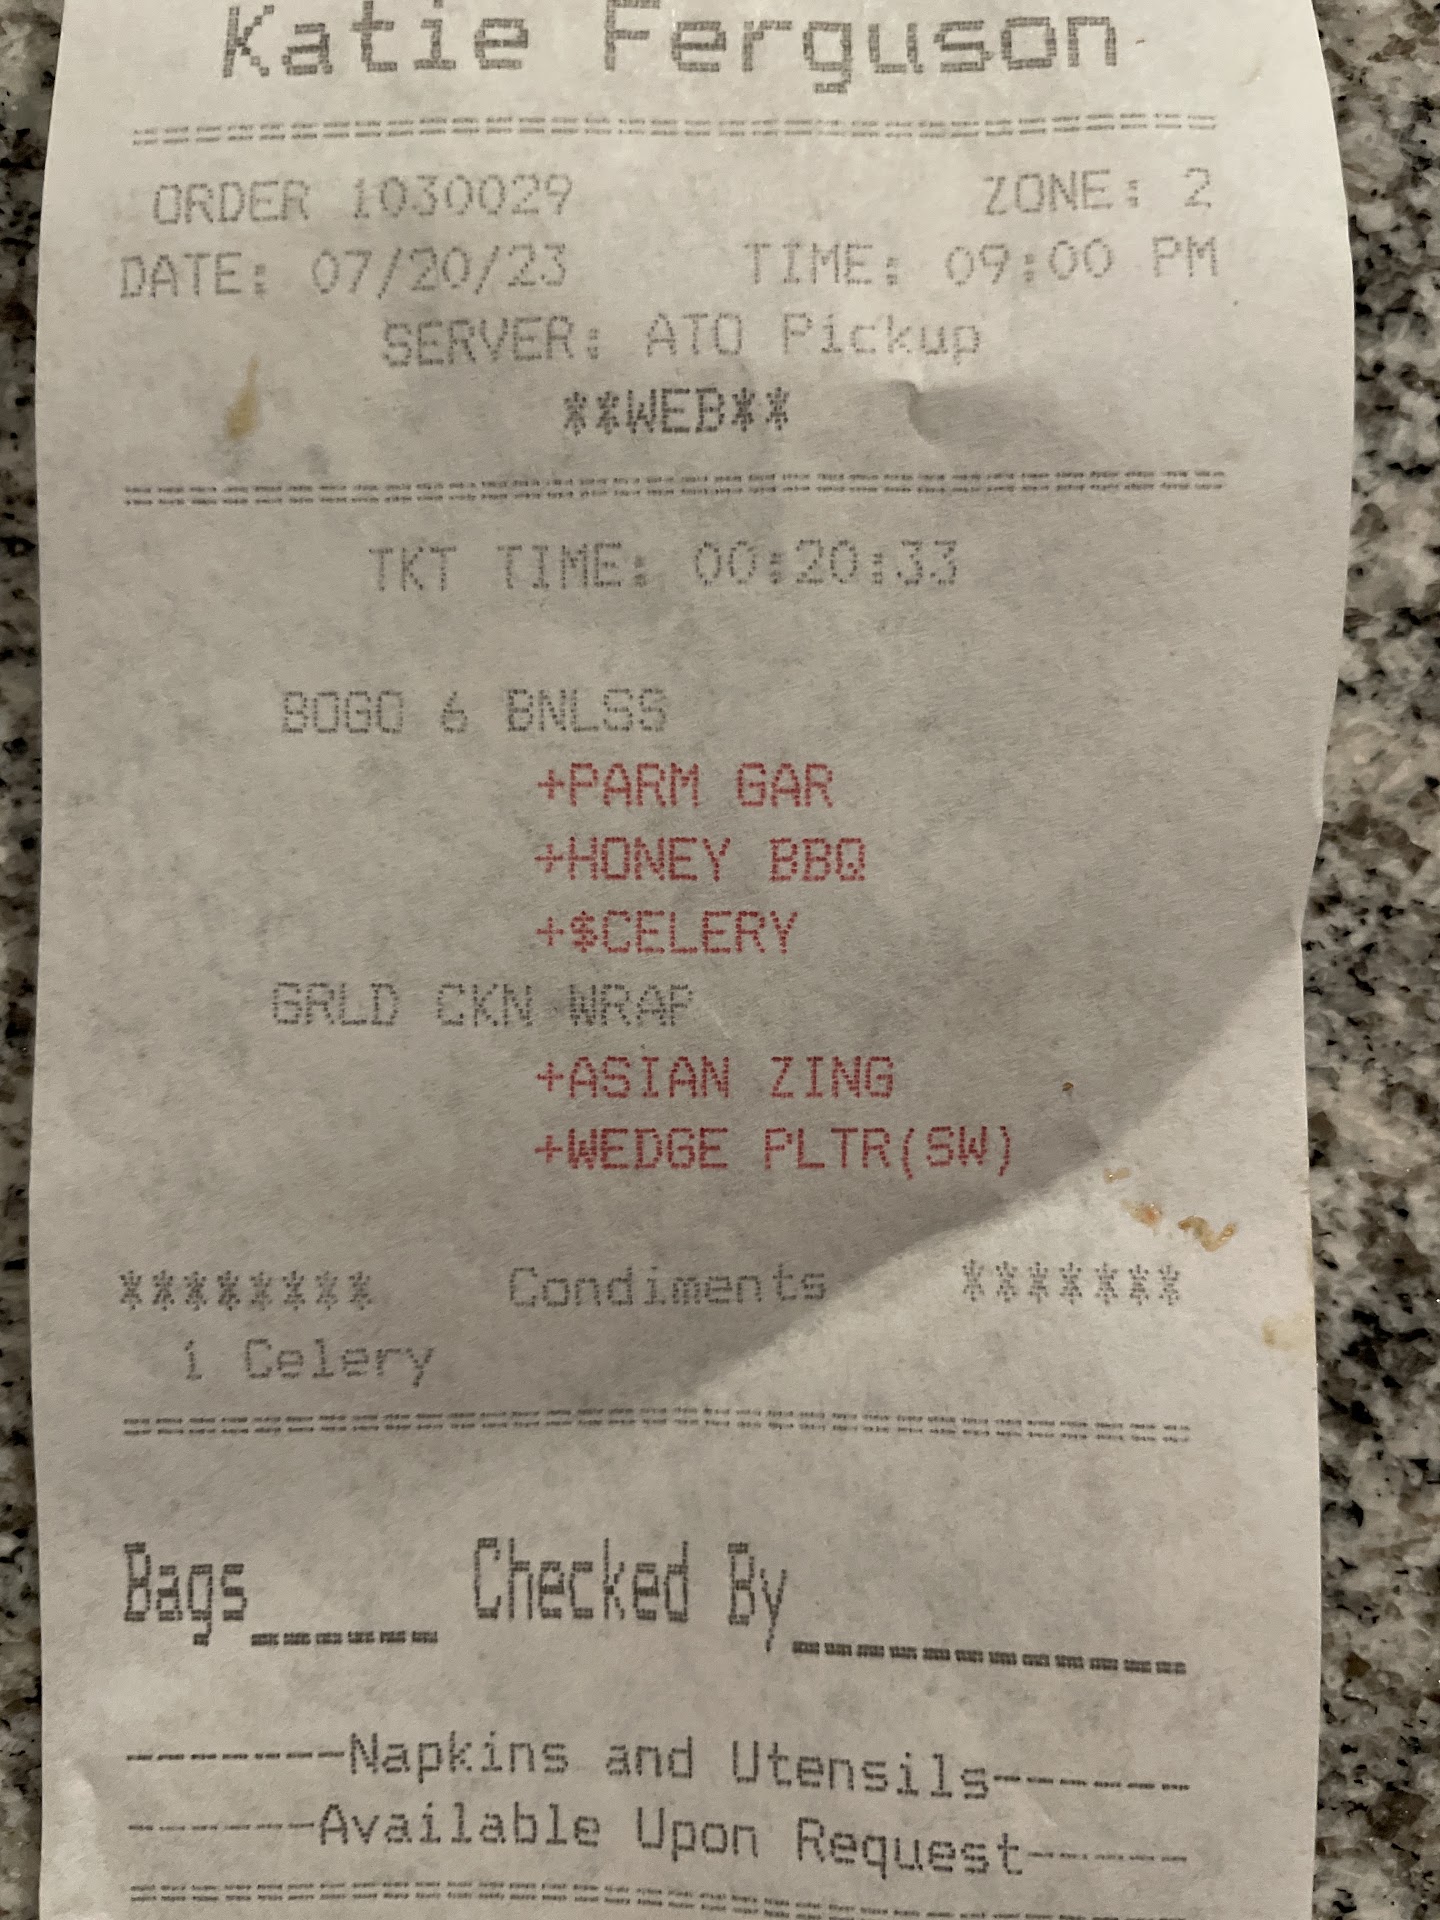 Katie Ferguson
ORDER 1030029 ZONE: 2
DATE: 07/20/23 TIME: 09:00 PM
SERVER: ATO Pickup
**WEB**
TKT TIME: 00:20:33
BOGO 6 BNLSS
+PARM GAR
+HONEY BBQ
+$CELERY
GRLD CKN WRAP
+ASIAN ZING
+WEDGE PLTR(SW)
******** Condiments *******
1 Celery
Bags______ Checked By____________
-------Napkins and Utensils------
------Available Upon Request-----